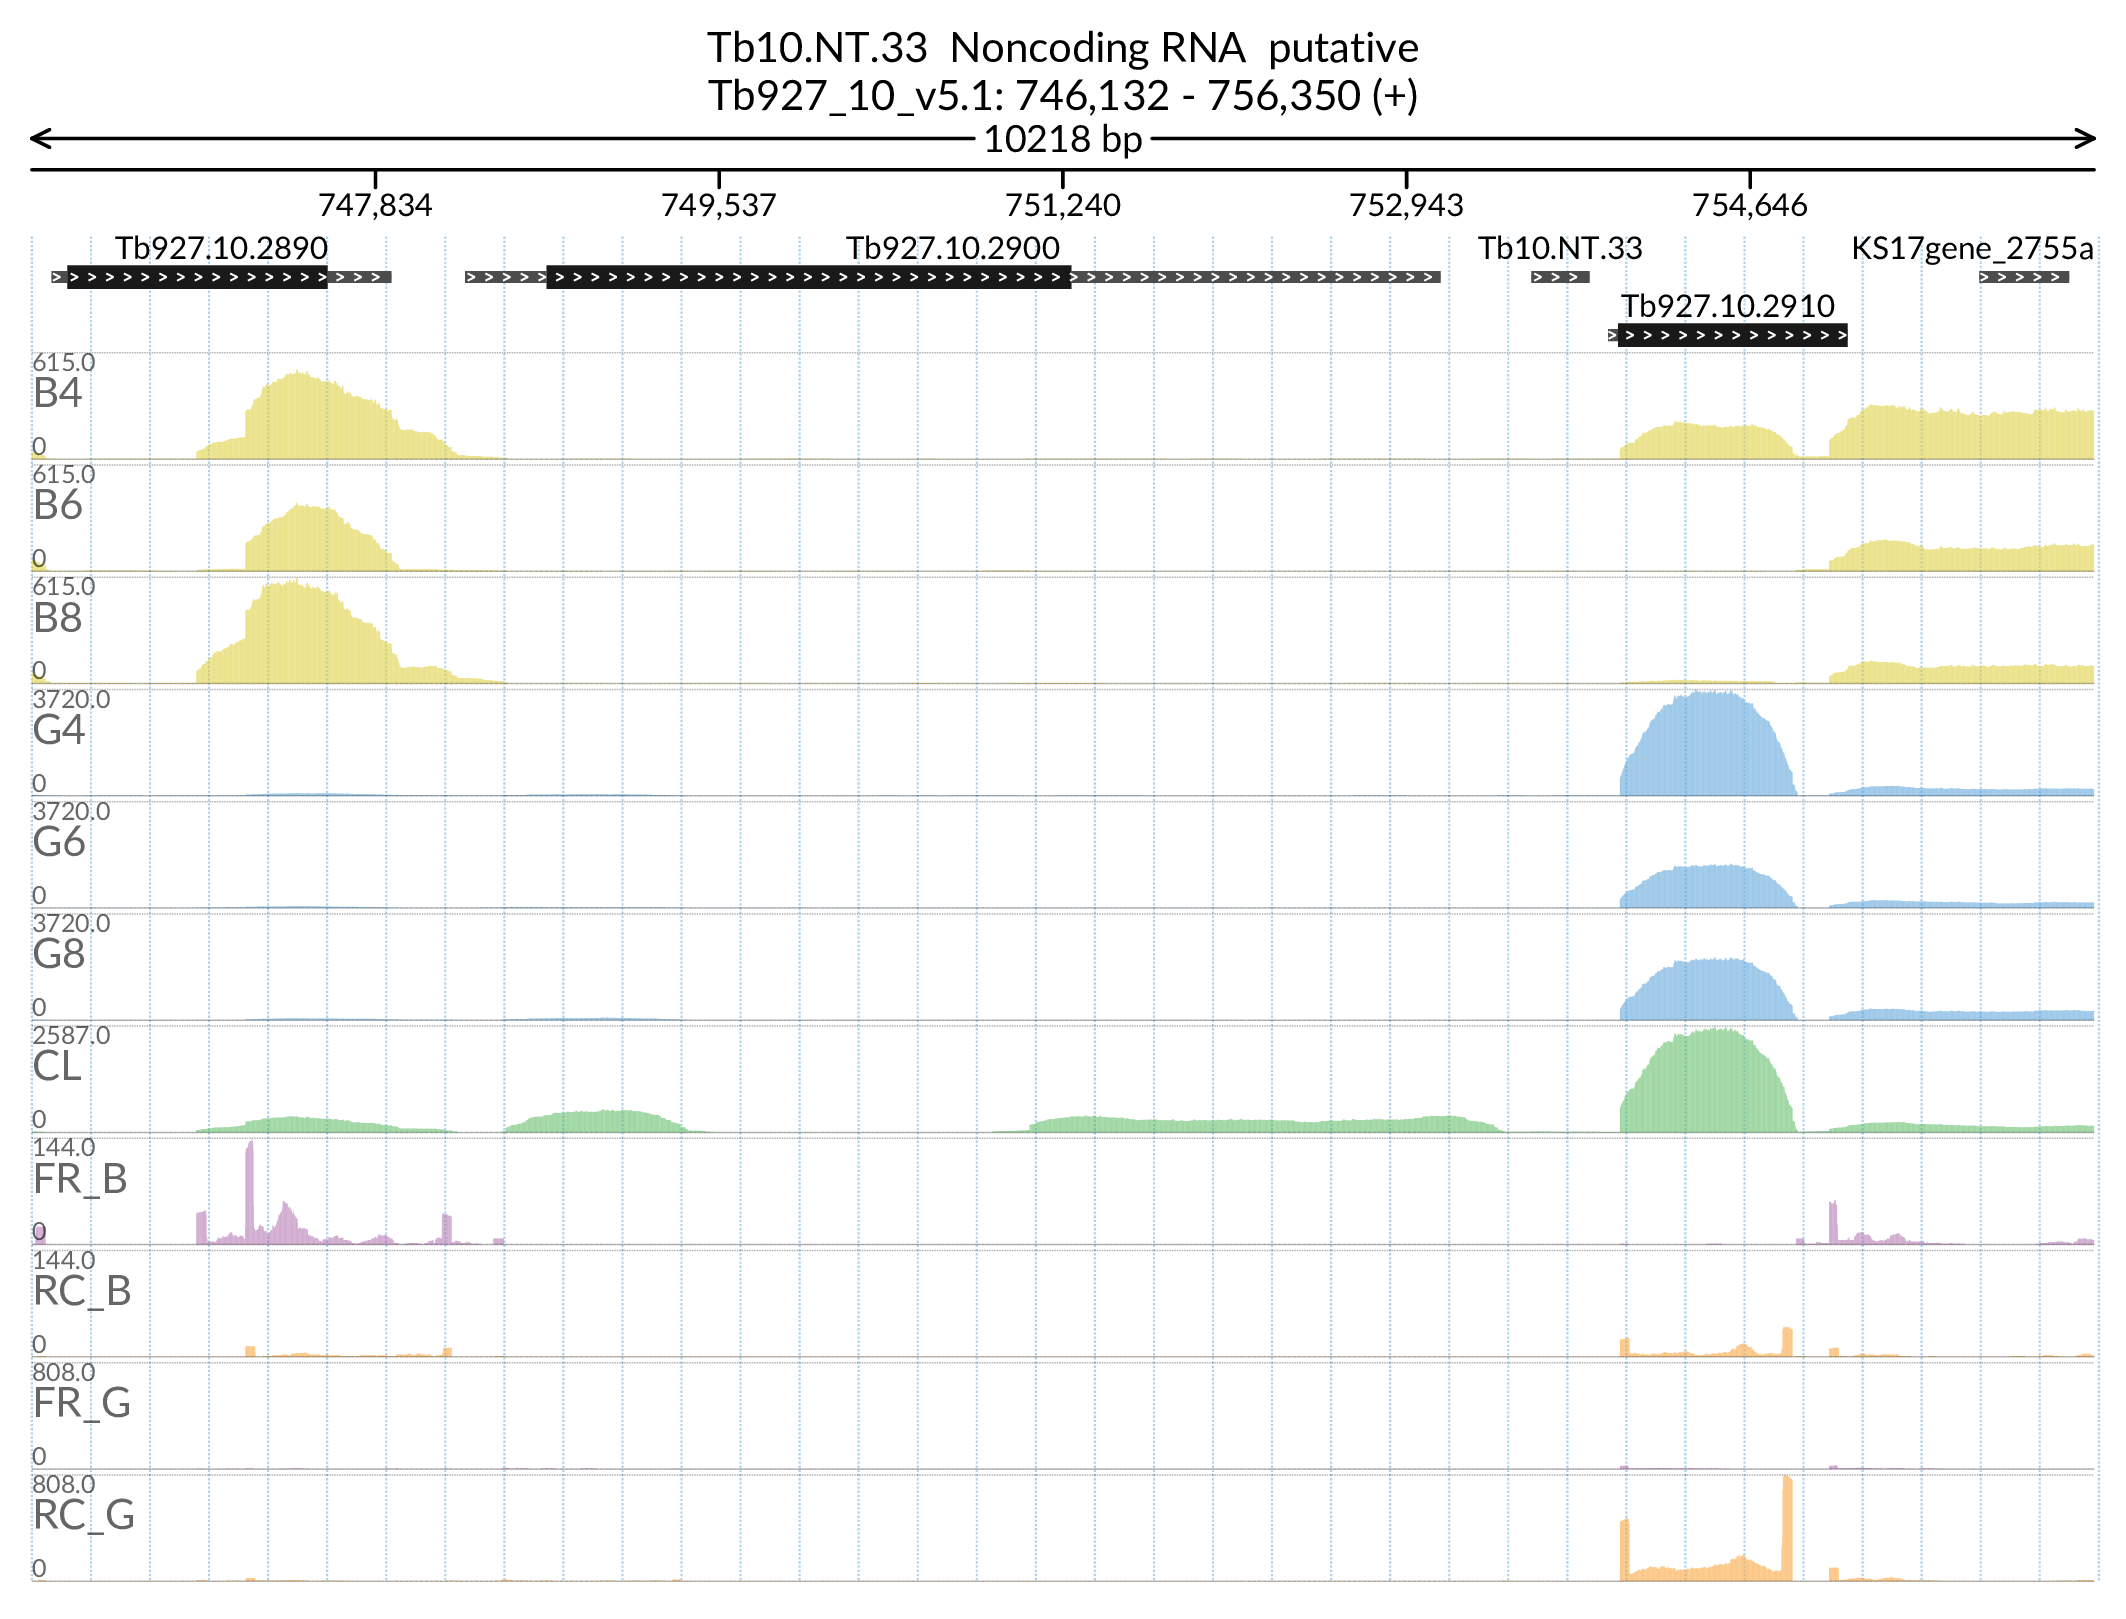 Tb10.NT.33 Noncoding RNA putative
Tb927_10_v5.1: 746,132 - 756,350 (+)
10218 bp
747,834 749,537 751,240 752,943 754,646
Tb927.10.2890 Tb927.10.2900 Tb10.NT.33 KS17gene_2755a
Tb927.10.2910
615.0
B4
0
615.0
B6
0
615.0
B8
0
3720.0
G4
0
3720.0
G6
0
3720.0
G8
0
2587.0
CL
0
144.0
FR_B
0
144.0
RC_B
0
808.0
FR_G
0
808.0
RC_G
0